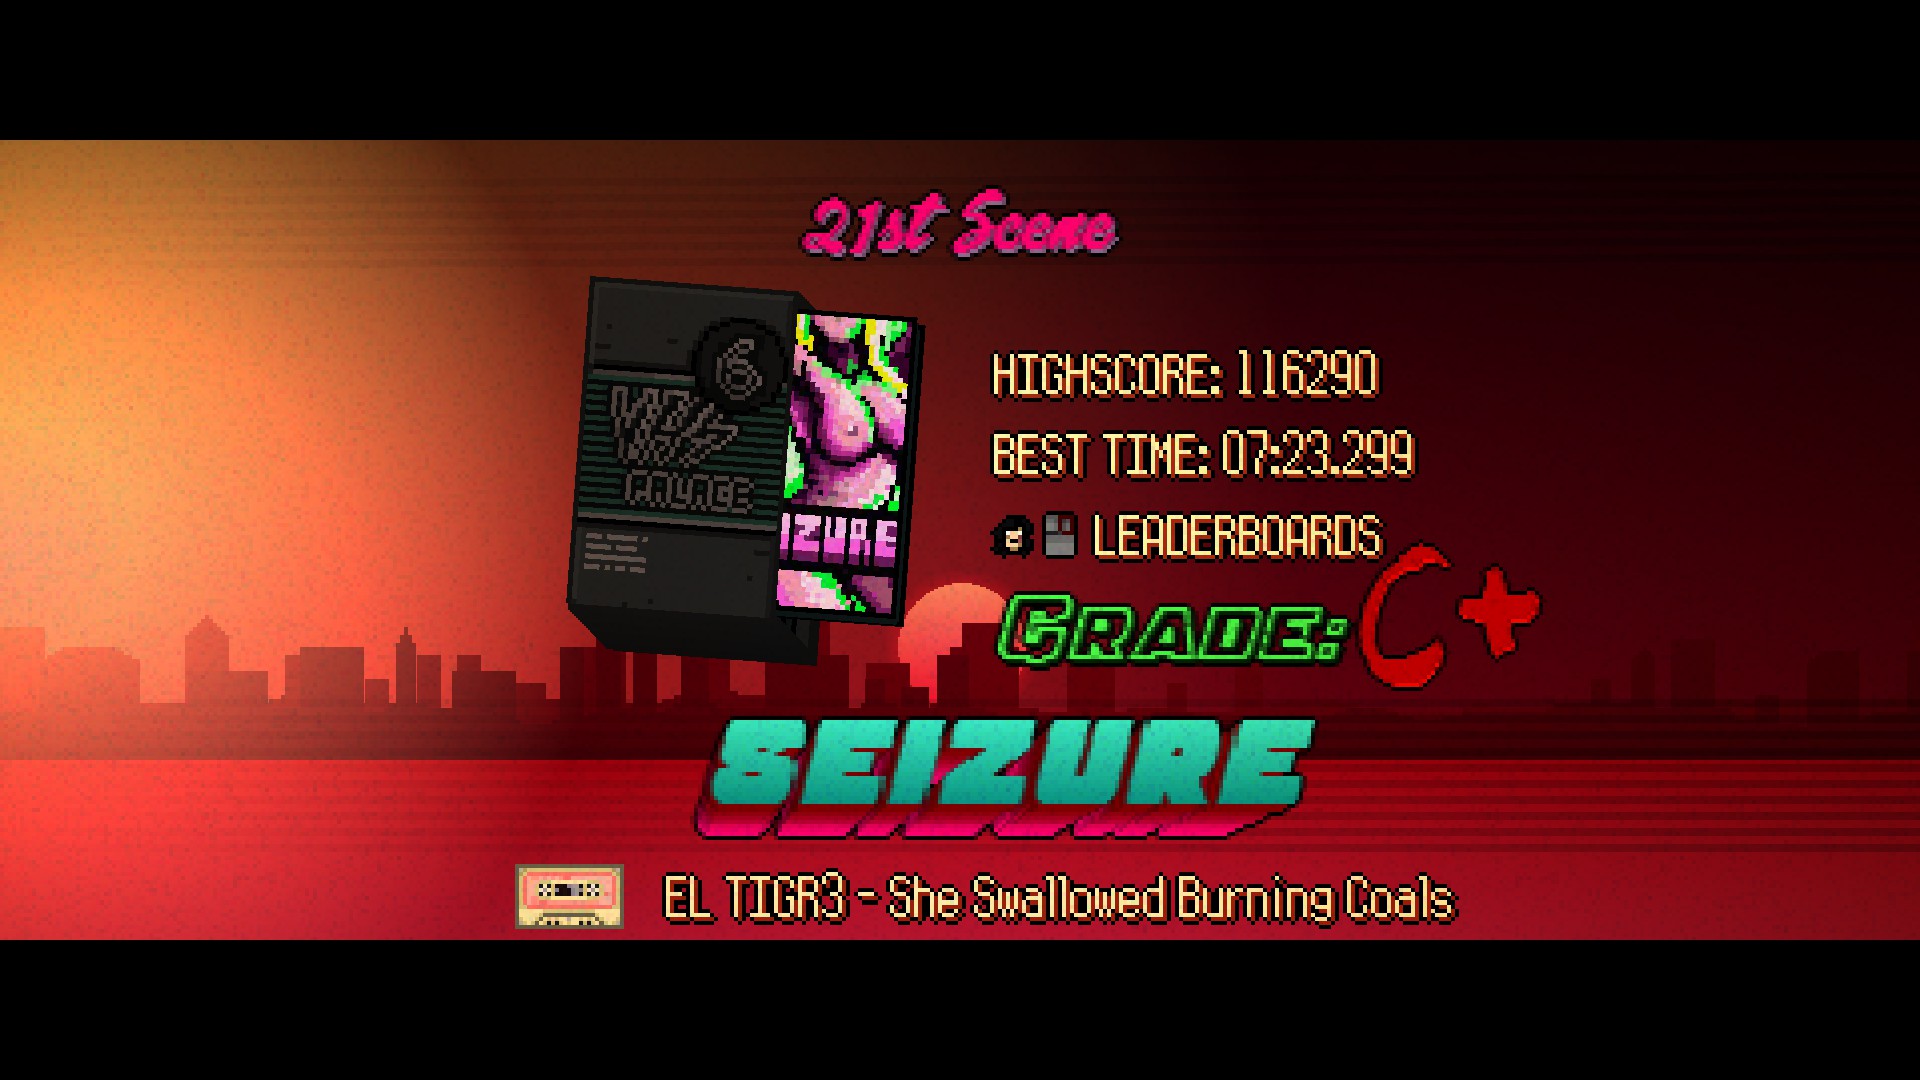 21st Scene
6
PALACE
IZURE
HIGHSCORE: 116290
BEST TIME: 07:23.299
LEADERBOARDS
GRADE: C+
SEIZURE
EL TIGR3 - She Swallowed Burning Coals